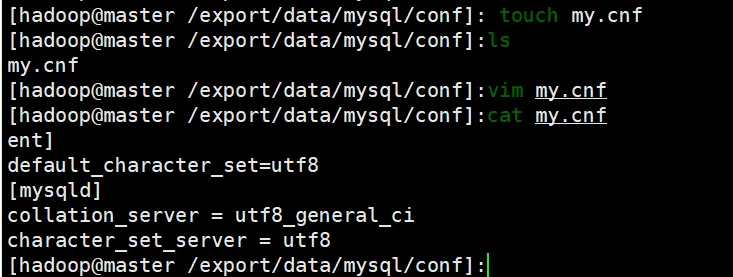 [hadoop@master /export/data/mysql/conf]: touch my.cnf
[hadoop@master /export/data/mysql/conf]:ls
my.cnf
[hadoop@master /export/data/mysql/conf]:vim my.cnf
[hadoop@master /export/data/mysql/conf]:cat my.cnf
ent]
default_character_set=utf8
[mysqld]
collation_server = utf8_general_ci
character_set_server = utf8
[hadoop@master /export/data/mysql/conf]: